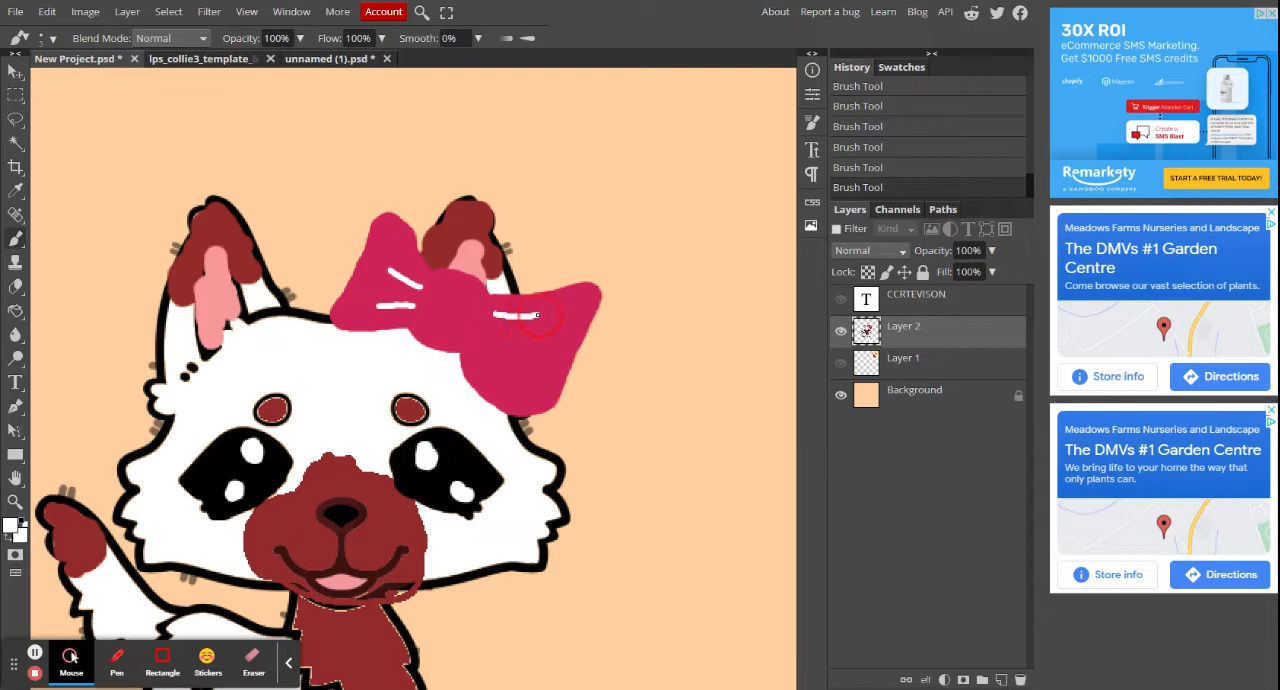 File Edit Image Layer Select Filter View Window More Account
About Report a bug Learn Blog API
3 Blend Mode: Normal Opacity: 100% Flow: 100% Smooth: 0%
New Project.psd * lps_collie3_template_ unnamed (1).psd *
History Swatches
Brush Tool
Brush Tool
Brush Tool
Brush Tool
Brush Tool
Brush Tool
Layers Channels Paths
Filter Kind
Normal Opacity: 100%
Lock: Fill: 100%
CCRTEVISON
Layer 2
Layer 1
Background
CSS
Mouse Pen Rectangle Stickers Eraser
30X ROI
eCommerce SMS Marketing.
Get $1000 Free SMS credits
shopify Magento
Trigger Abandon Cart
Create a
SMS Blast
Remarkety
a NAMOGOO company
START A FREE TRIAL TODAY!
Meadows Farms Nurseries and Landscape
The DMVs #1 Garden
Centre
Come browse our vast selection of plants.
Store info Directions
Meadows Farms Nurseries and Landscape
The DMVs #1 Garden Centre
We bring life to your home the way that
only plants can.
Store info Directions